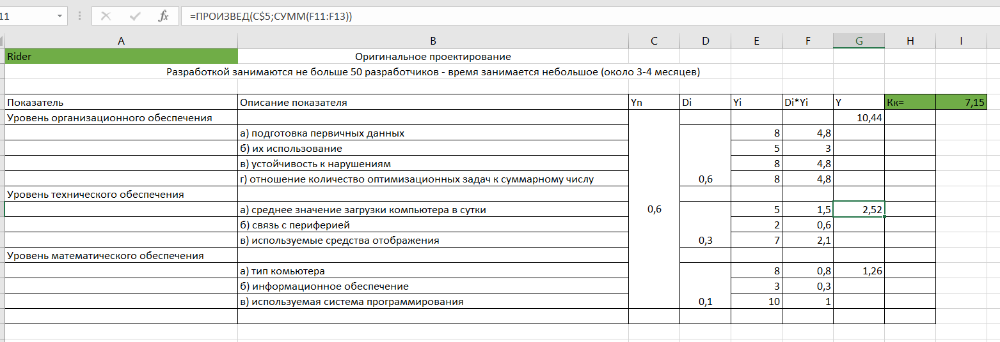 11 =ПРОИЗВЕД(C$5;СУММ(F11:F13))
A B C D E F G H I
Rider Оригинальное проектирование
Разработкой занимаются не больше 50 разработчиков - время занимается небольшое (около 3-4 месяцев)
Показатель Описание показателя Yn Di Yi Di*Yi Y Кк= 7,15
Уровень организационного обеспечения 10,44
а) подготовка первичных данных 8 4,8
б) их использование 5 3
в) устойчивость к нарушениям 8 4,8
г) отношение количество оптимизационных задач к суммарному числу 0,6 8 4,8
Уровень технического обеспечения
а) среднее значение загрузки компьютера в сутки 0,6 5 1,5 2,52
б) связь с периферией 2 0,6
в) используемые средства отображения 0,3 7 2,1
Уровень математического обеспечения
а) тип комьютера 8 0,8 1,26
б) информационное обеспечение 3 0,3
в) используемая система программирования 0,1 10 1